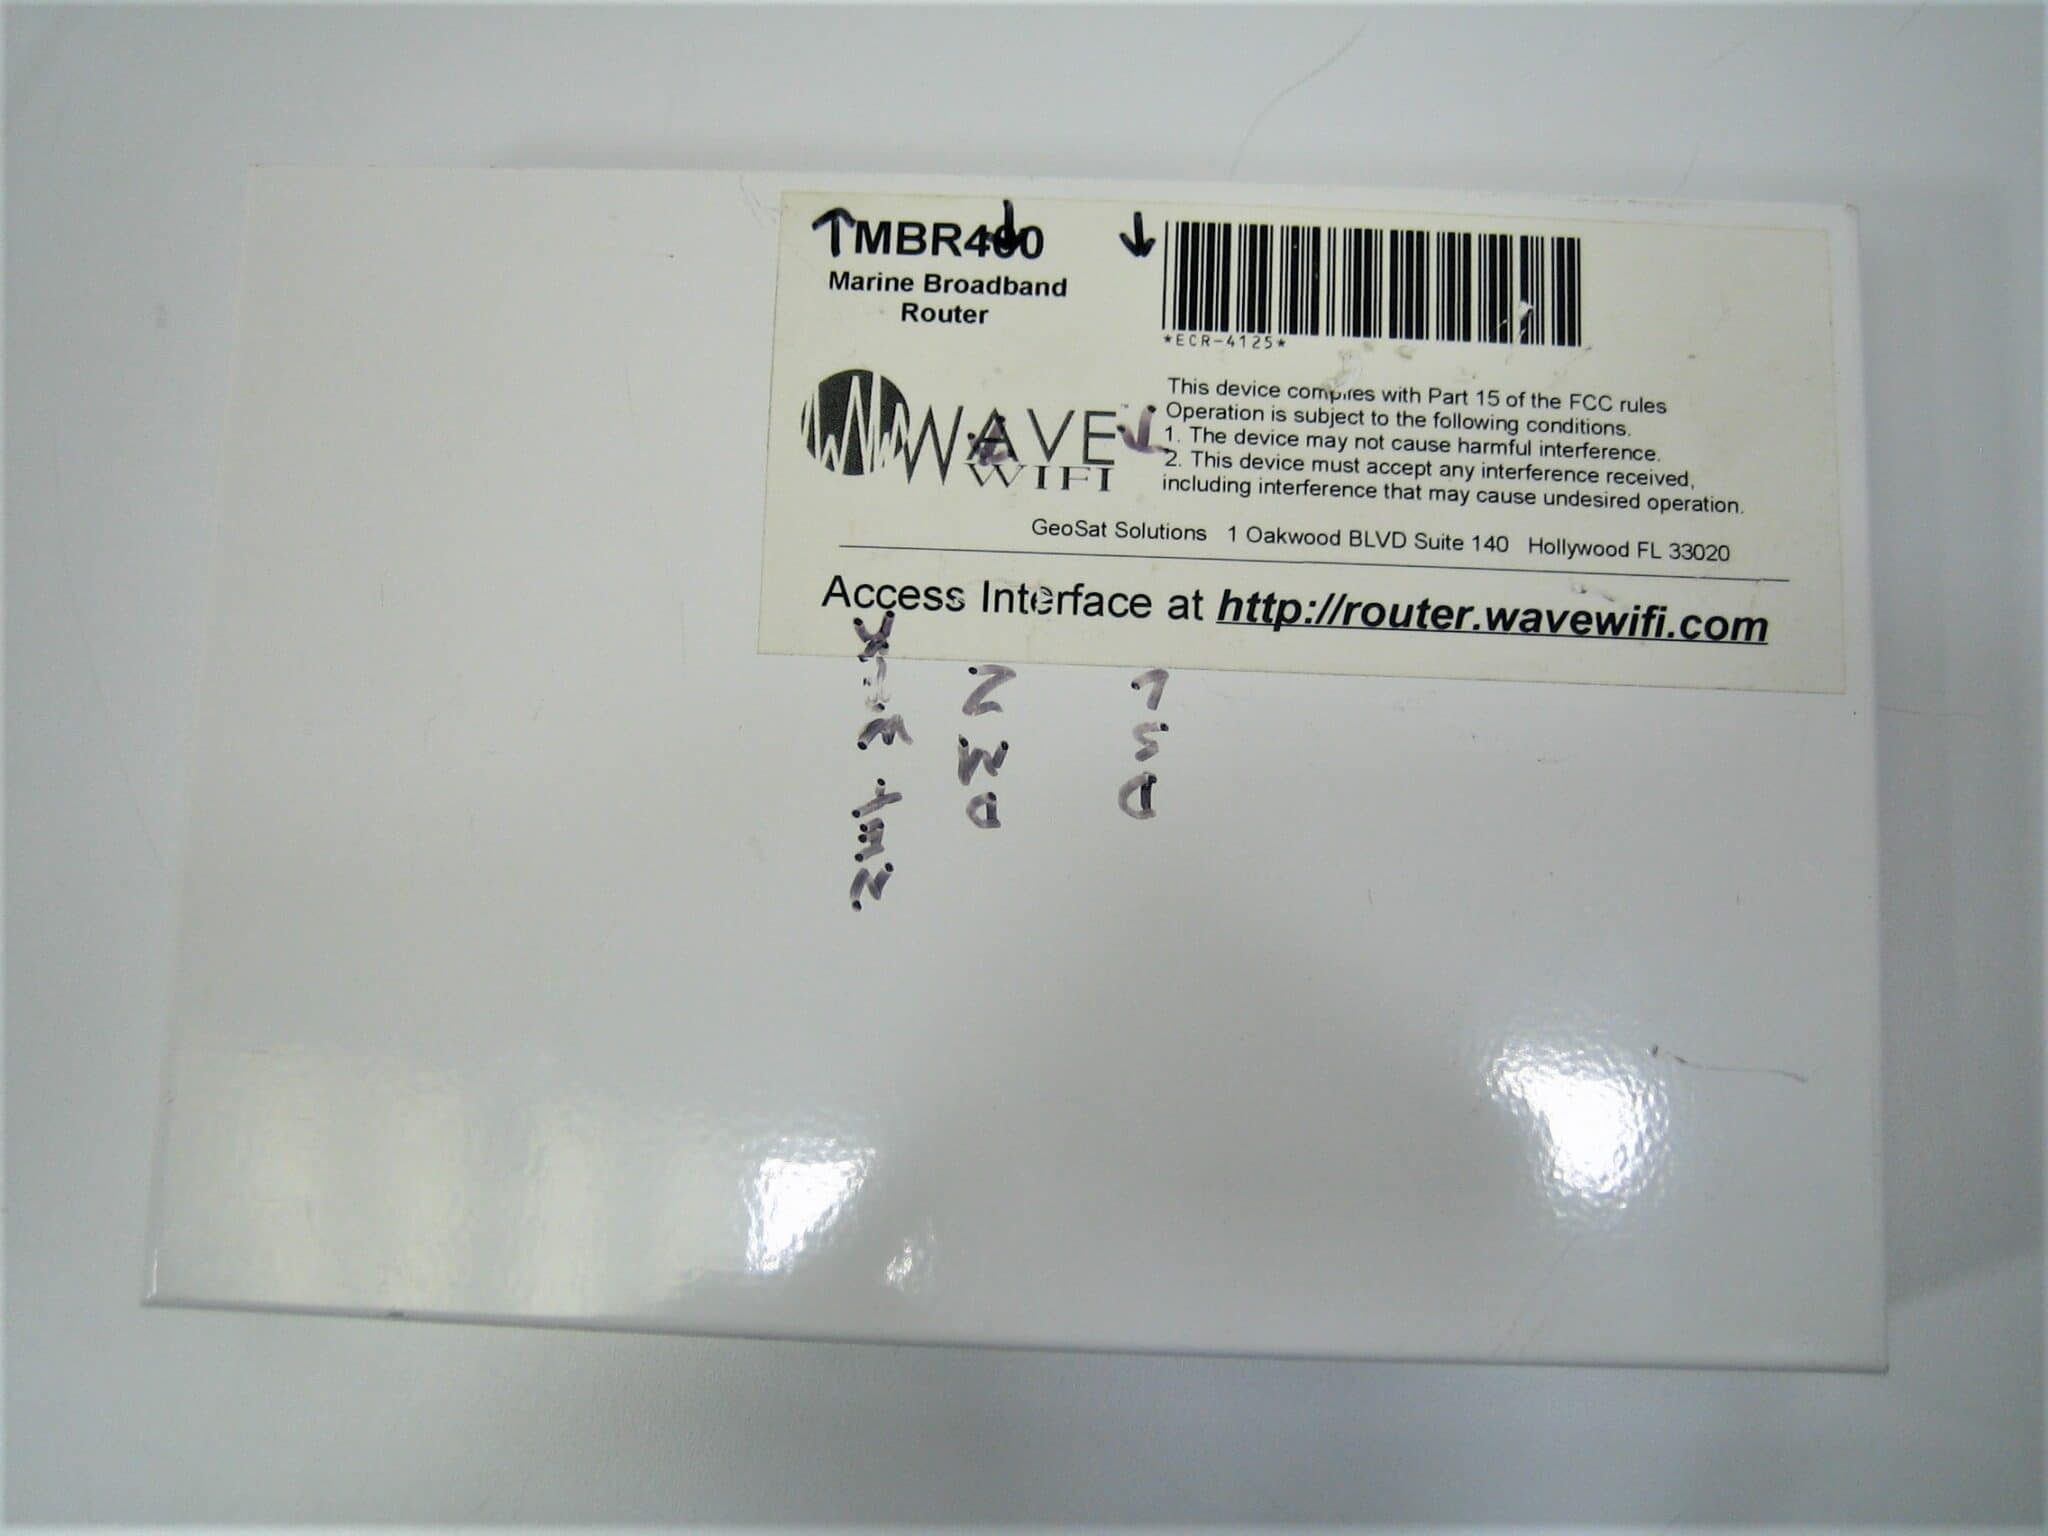 MBR400
Marine Broadband
Router
*ECR-4125*
WAVE
WIFI
This device complies with Part 15 of the FCC rules
Operation is subject to the following conditions.
1. The device may not cause harmful interference.
2. This device must accept any interference received,
including interference that may cause undesired operation.
GeoSat Solutions 1 Oakwood BLVD Suite 140 Hollywood FL 33020
Access Interface at http://router.wavewifi.com